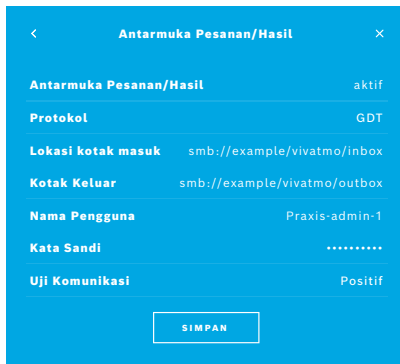 Antarmuka Pesanan/Hasil
Antarmuka Pesanan/Hasil aktif
Protokol GDT
Lokasi kotak masuk smb://example/vivatmo/inbox
Kotak Keluar smb://example/vivatmo/outbox
Nama Pengguna Praxis-admin-1
Kata Sandi ••••••••••
Uji Komunikasi Positif
SIMPAN